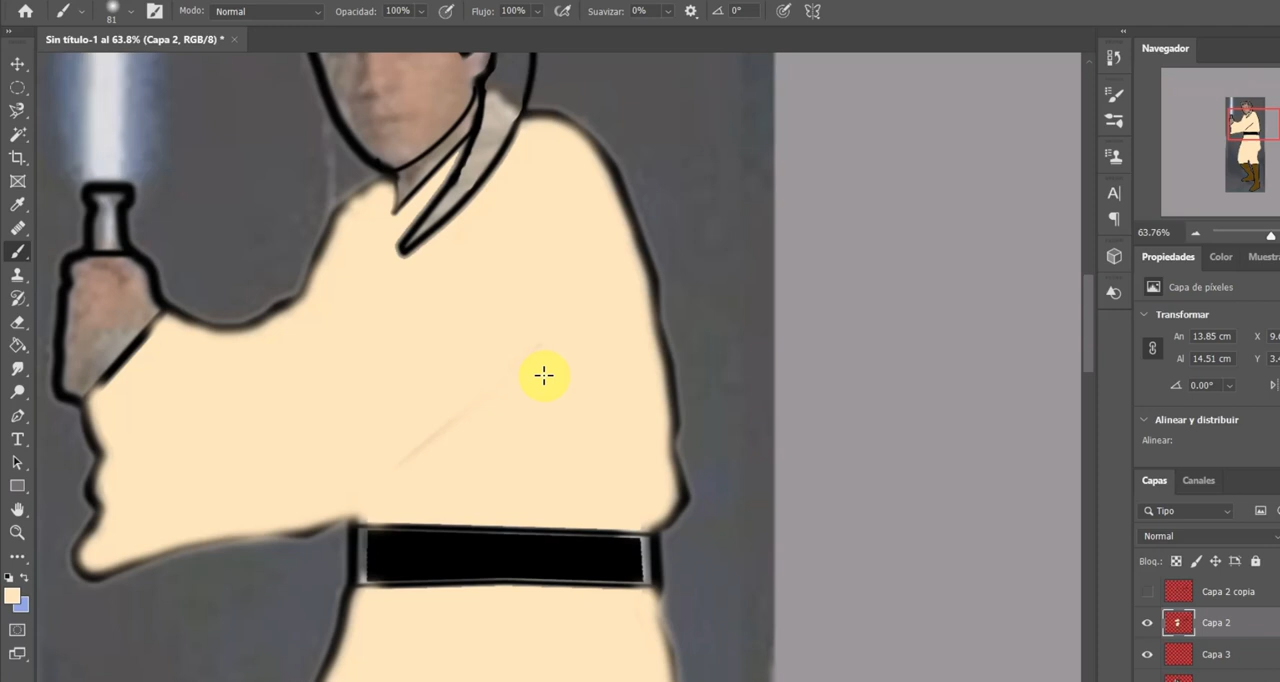 Modo: Normal Opacidad: 100% Flujo: 100% Suavizar: 0% 0°
81
Sin título-1 al 63.8% (Capa 2, RGB/8) * ×
Navegador
63.76%
Propiedades Color Muestra
Capa de píxeles
Transformar
An 13.85 cm X 9.
Al 14.51 cm Y 3.
0.00°
Alinear y distribuir
Alinear:
Capas Canales
Tipo
Normal
Bloq.:
Capa 2 copia
Capa 2
Capa 3